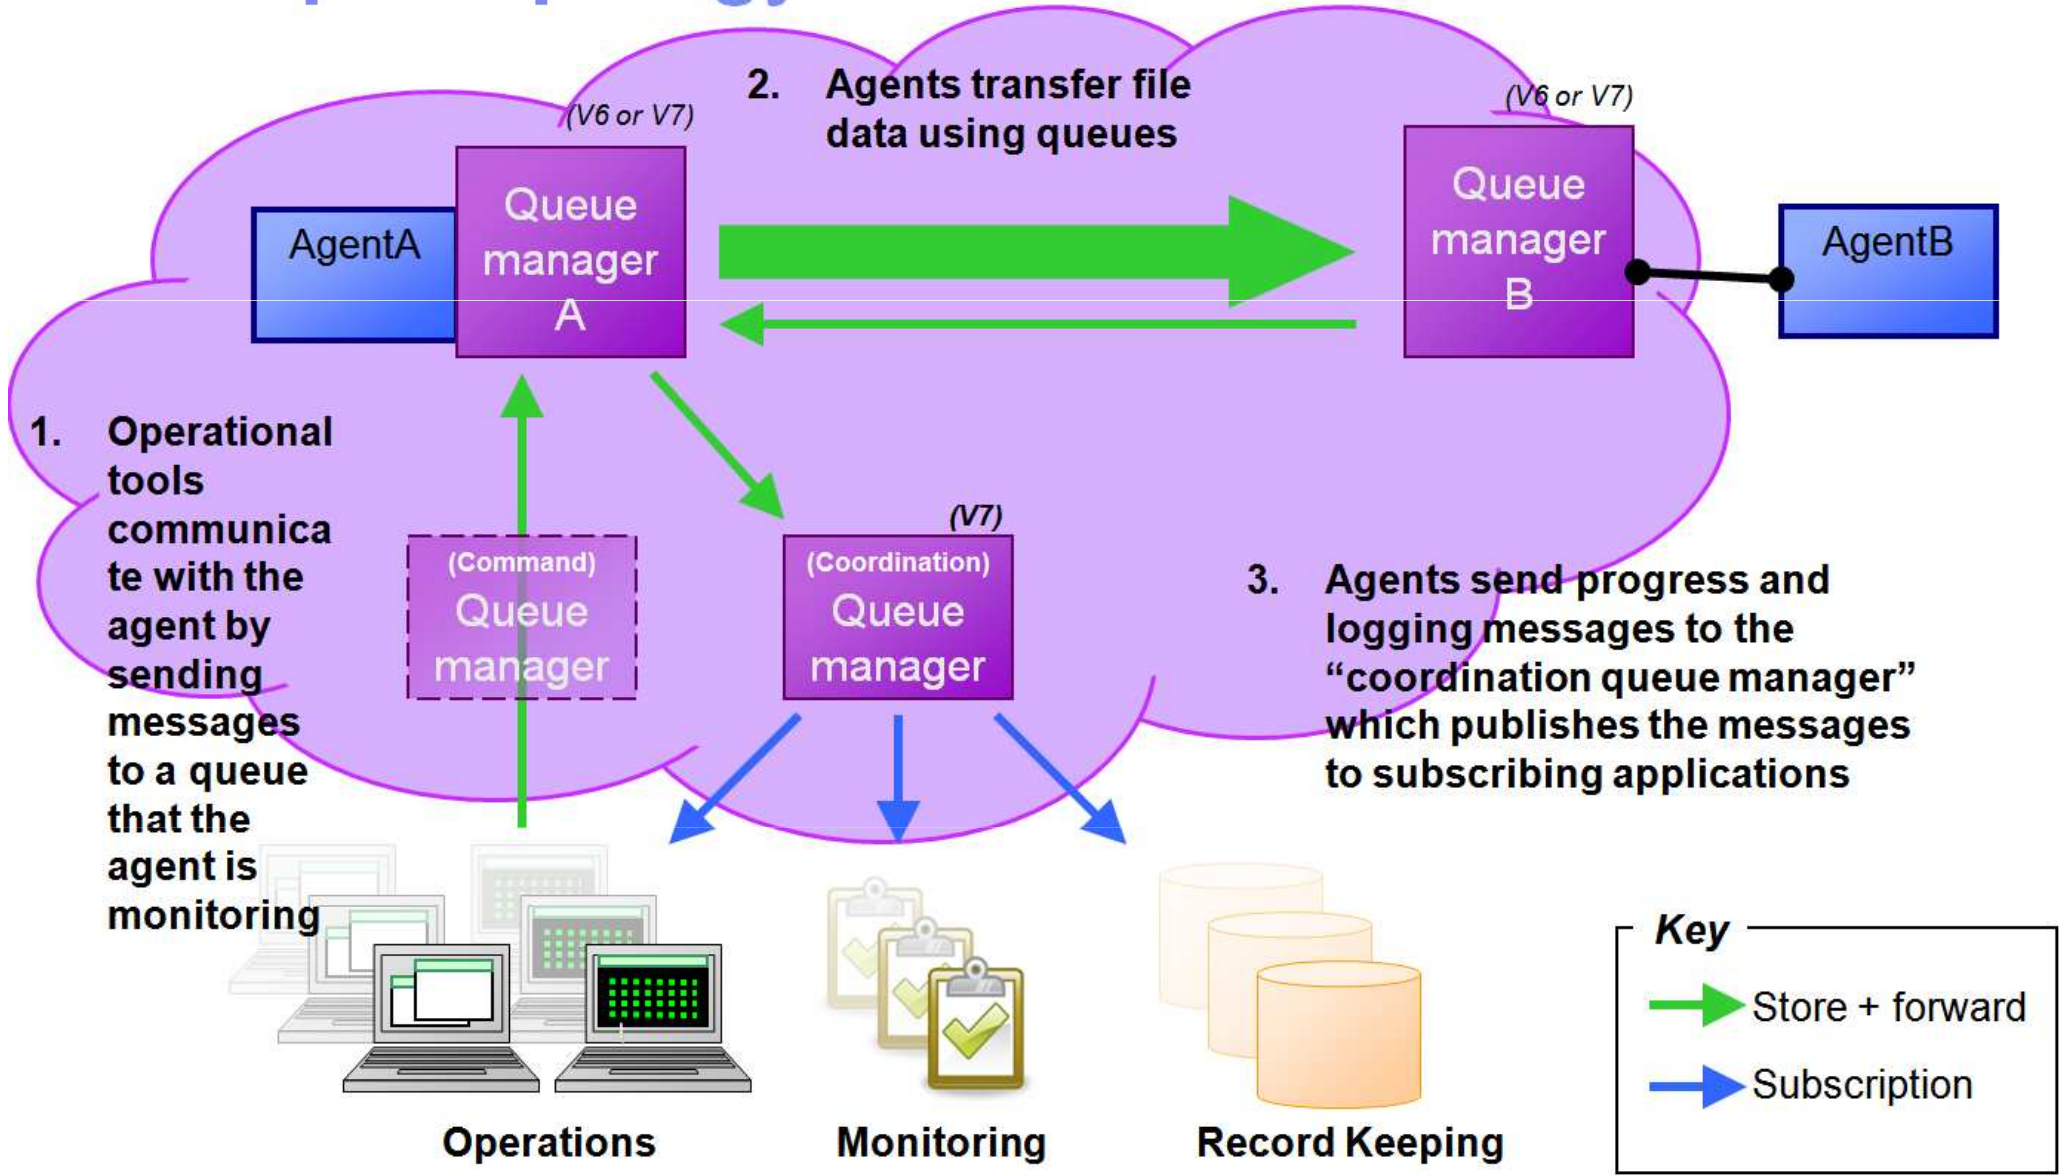 2. Agents transfer file
data using queues
(V6 or V7)
(V6 or V7)
Queue
manager
A
AgentA
Queue
manager
B
AgentB
1. Operational
tools
communica
te with the
agent by
sending
messages
to a queue
that the
agent is
monitoring
(Command)
Queue
manager
(V7)
(Coordination)
Queue
manager
3. Agents send progress and
logging messages to the
“coordination queue manager”
which publishes the messages
to subscribing applications
Key
Store + forward
Subscription
Operations
Monitoring
Record Keeping